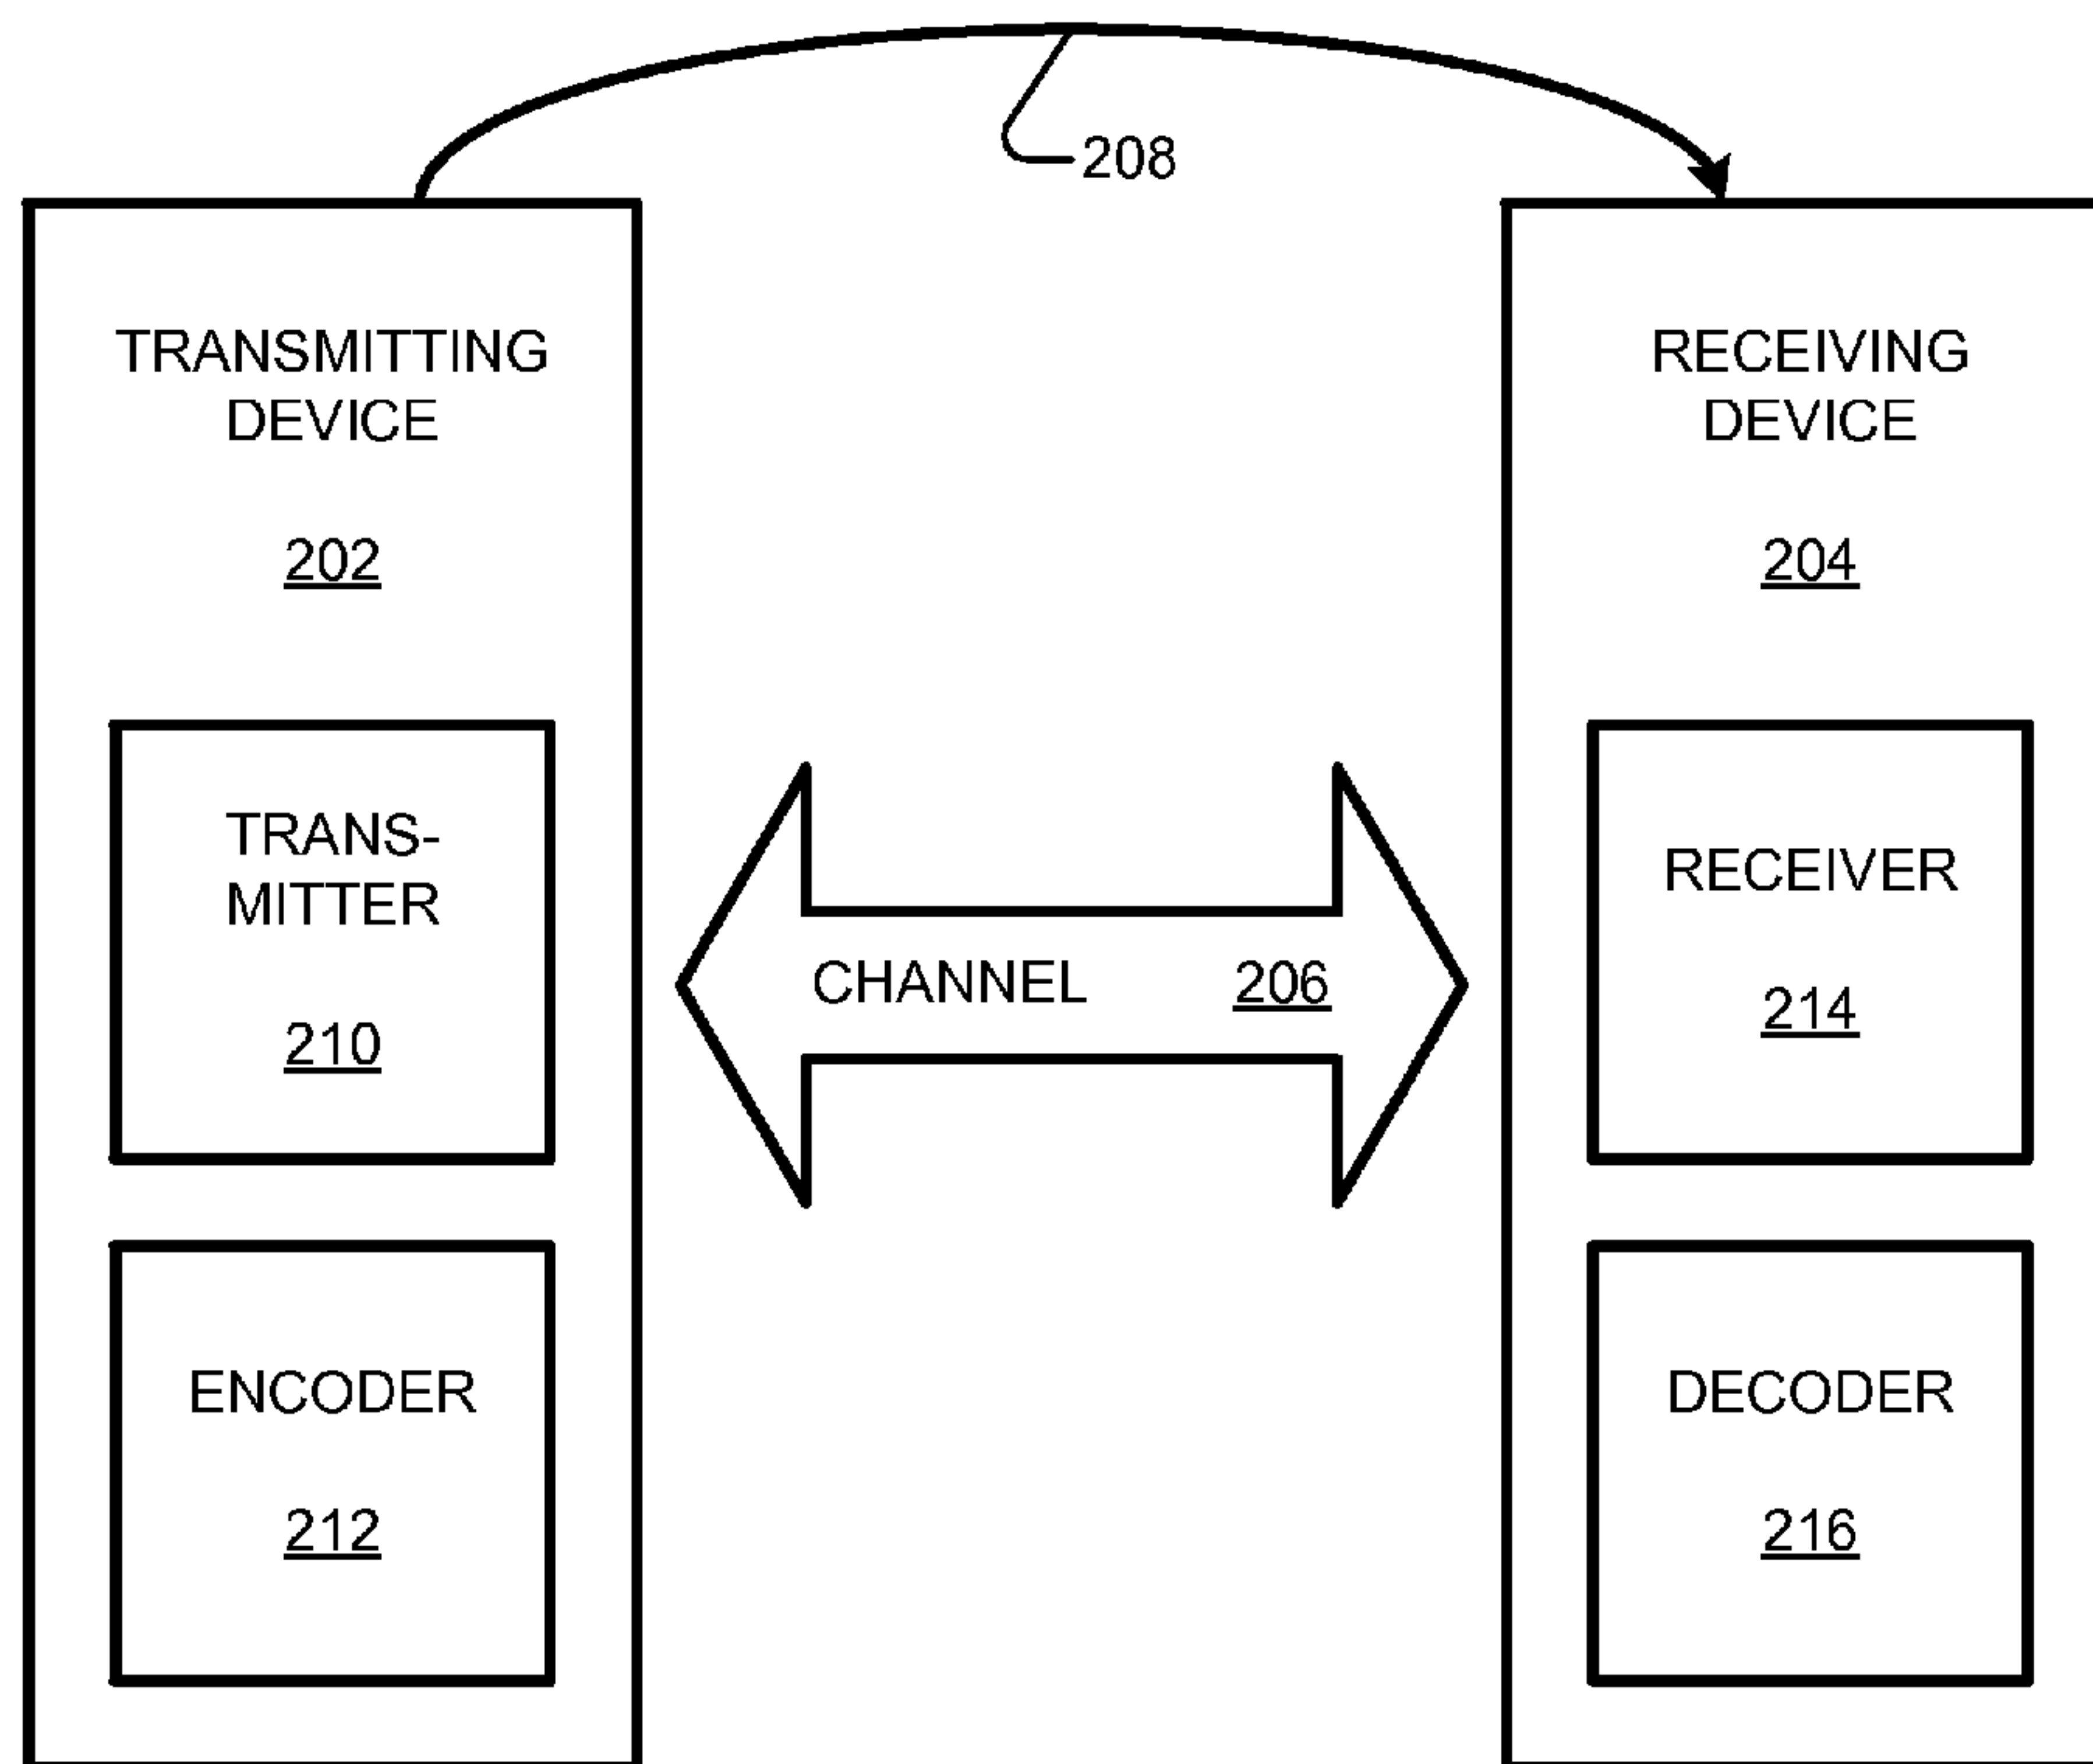 208
TRANSMITTING
DEVICE
202
TRANS-
MITTER
210
ENCODER
212
CHANNEL 206
RECEIVING
DEVICE
204
RECEIVER
214
DECODER
216